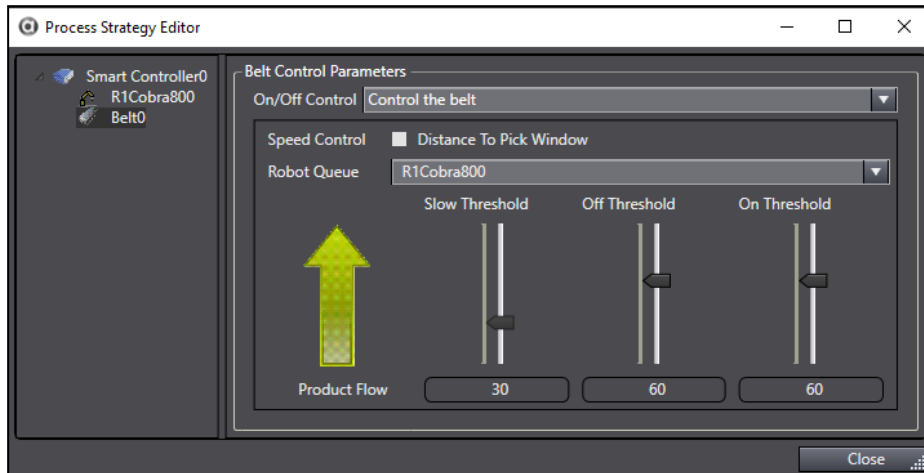 Process Strategy Editor
Smart Controller0
R1Cobra800
Belt0
Belt Control Parameters
On/Off Control Control the belt
Speed Control Distance To Pick Window
Robot Queue R1Cobra800
Slow Threshold Off Threshold On Threshold
Product Flow 30 60 60
Close